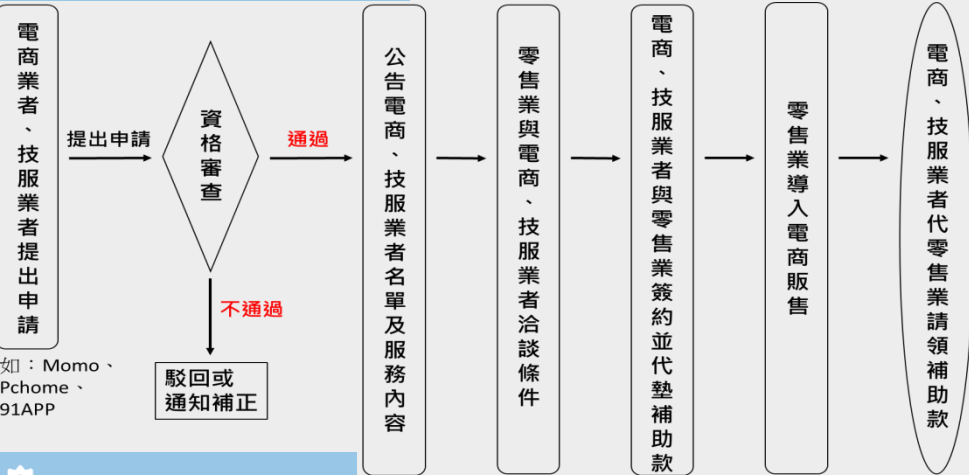 電商業者、技服業者提出申請
如：Momo、
Pchome、
91APP
提出申請
資格審查
通過
不通過
駁回或
通知補正
公告電商、技服業者名單及服務內容
零售業與電商、技服業者洽談條件
電商、技服業者與零售業簽約並代墊補助款
零售業導入電商販售
電商、技服業者代零售業請領補助款